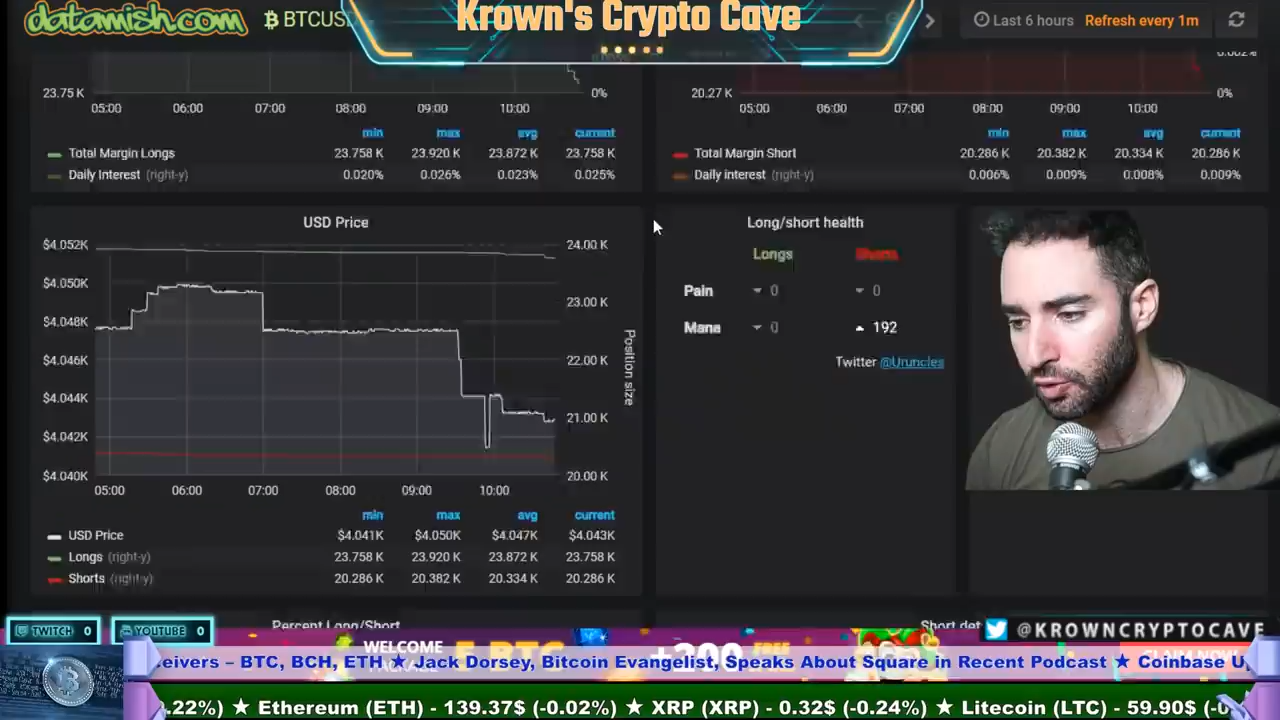 datamish.com
BTCUS
Krown's Crypto Cave
Last 6 hours
Refresh every 1m
23.75 K
0%
05:00 06:00 07:00 08:00 09:00 10:00
min max avg current
Total Margin Longs 23.758 K 23.920 K 23.872 K 23.758 K
Daily Interest (right-y) 0.020% 0.026% 0.023% 0.025%
0.002%
20.27 K
0%
05:00 06:00 07:00 08:00 09:00 10:00
min max avg current
Total Margin Short 20.286 K 20.382 K 20.334 K 20.286 K
Daily interest (right-y) 0.006% 0.009% 0.008% 0.009%
USD Price
$4.052K
$4.050K
$4.048K
$4.046K
$4.044K
$4.042K
$4.040K
24.00 K
23.00 K
22.00 K
21.00 K
20.00 K
Position size
05:00 06:00 07:00 08:00 09:00 10:00
min max avg current
USD Price $4.041K $4.050K $4.047K $4.043K
Longs (right-y) 23.758 K 23.920 K 23.872 K 23.758 K
Shorts (right-y) 20.286 K 20.382 K 20.334 K 20.286 K
Long/short health
Longs Shorts
Pain 0 0
Mana 0 192
Twitter @Uruncles
Percent Long/Short
Short det
TWITCH 0
YOUTUBE 0
WELCOME
5 BTC
+200 FREE
@KROWNCRYPTOCAVE
CLAIM NOW
eivers – BTC, BCH, ETH ★ Jack Dorsey, Bitcoin Evangelist, Speaks About Square in Recent Podcast ★ Coinbase U
.22%) ★ Ethereum (ETH) - 139.37$ (-0.02%) ★ XRP (XRP) - 0.32$ (-0.24%) ★ Litecoin (LTC) - 59.90$ (-0